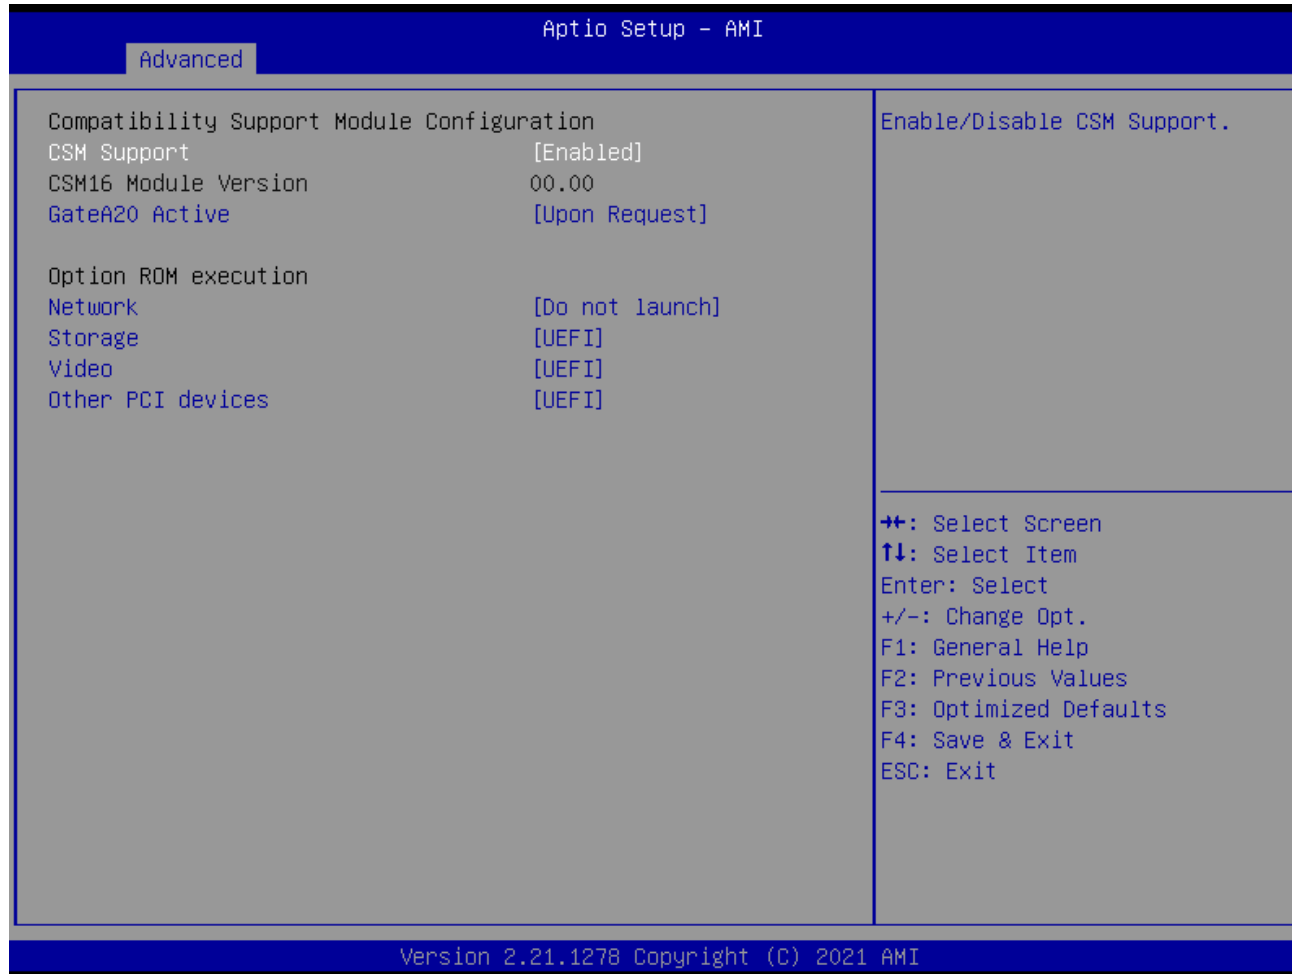 Aptio Setup – AMI
Advanced
Compatibility Support Module Configuration
CSM Support [Enabled]
CSM16 Module Version 00.00
GateA20 Active [Upon Request]
Option ROM execution
Network [Do not launch]
Storage [UEFI]
Video [UEFI]
Other PCI devices [UEFI]
Enable/Disable CSM Support.
→←: Select Screen
↑↓: Select Item
Enter: Select
+/-: Change Opt.
F1: General Help
F2: Previous Values
F3: Optimized Defaults
F4: Save & Exit
ESC: Exit
Version 2.21.1278 Copyright (C) 2021 AMI